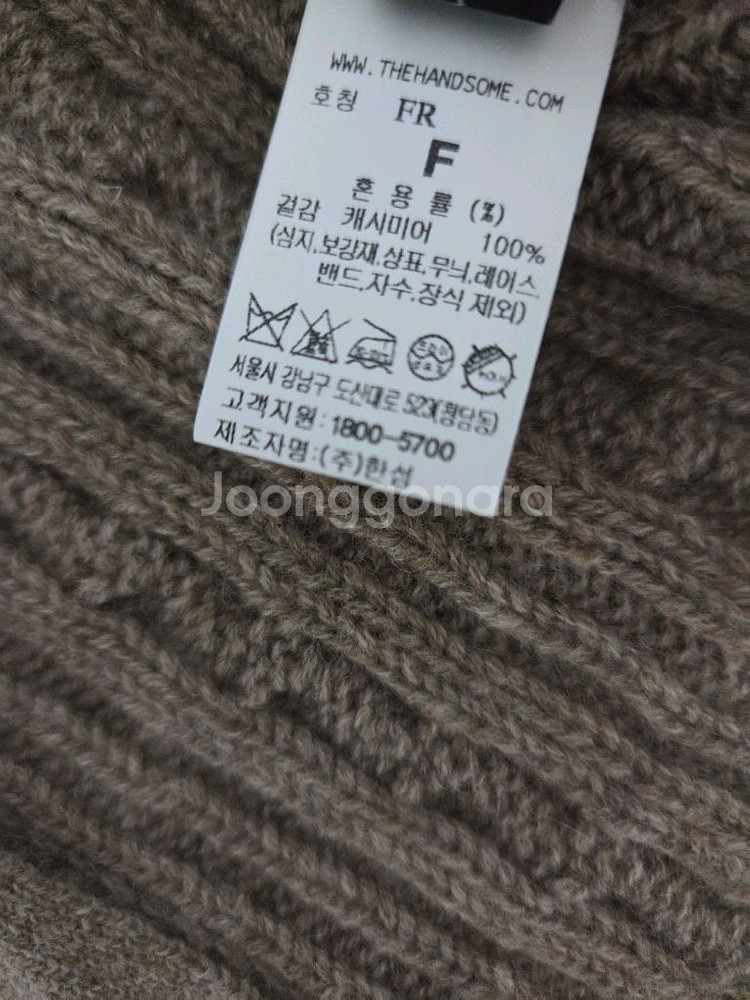 WWW.THEHANDSOME.COM
호칭 FR
F
혼용률 (%)
겉감 캐시미어 100%
(심지,보강재,상표,무늬,레이스,
밴드,자수,장식 제외)
서울시 강남구 도산대로 523(청담동)
고객지원:1800-5700
제조자명:(주)한섬
Joonggonara